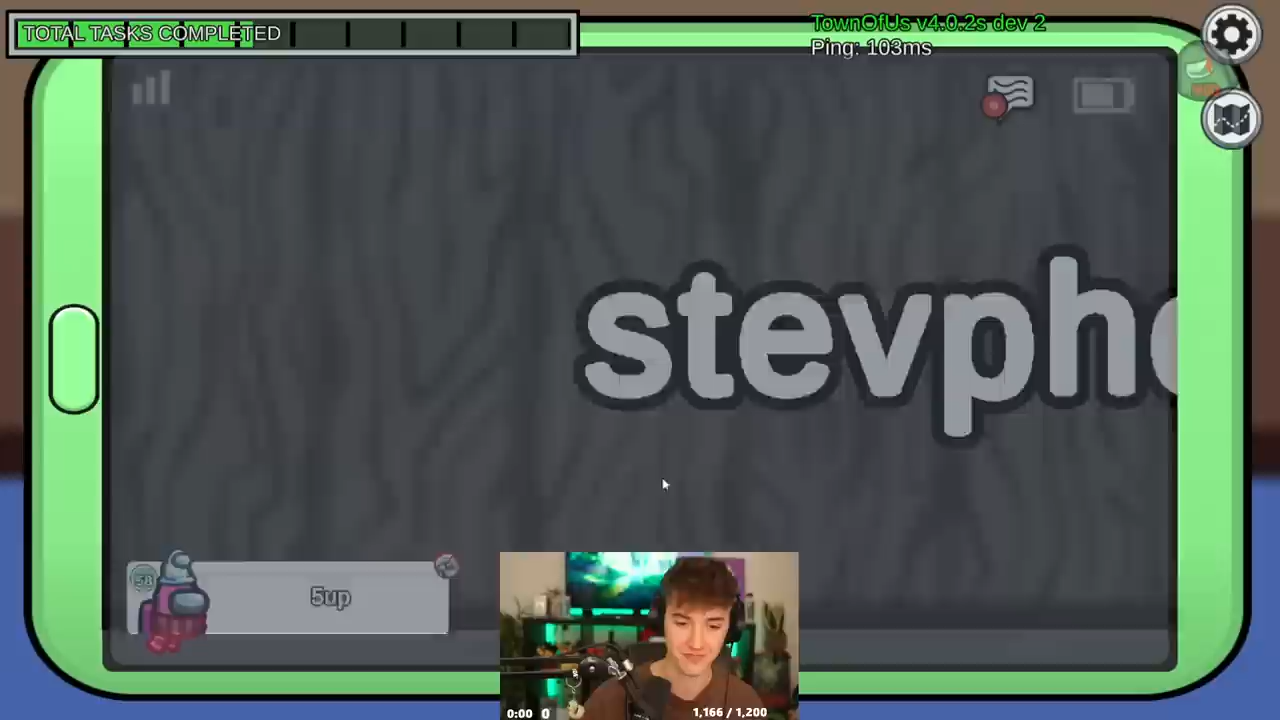 TOTAL TASKS COMPLETED
TownOfUs v4.0.2s dev 2
Ping: 103ms
stevph
58
5up
0:00 0
1,166 / 1,200